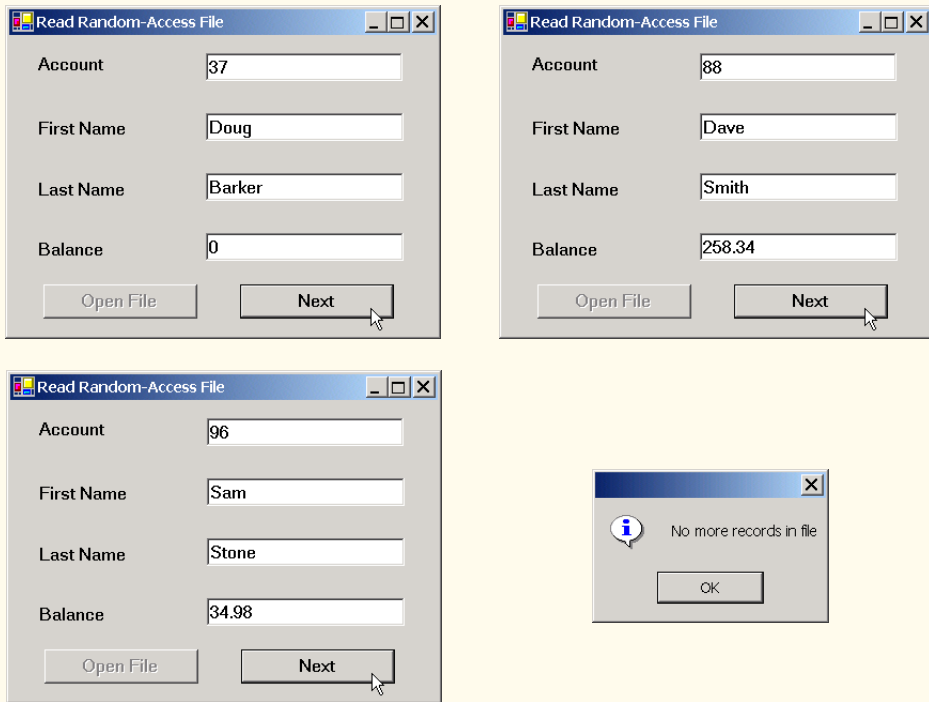 Read Random-Access File
Account 37
First Name Doug
Last Name Barker
Balance 0
Open File Next
Read Random-Access File
Account 88
First Name Dave
Last Name Smith
Balance 258.34
Open File Next
Read Random-Access File
Account 96
First Name Sam
Last Name Stone
Balance 34.98
Open File Next
No more records in file
OK